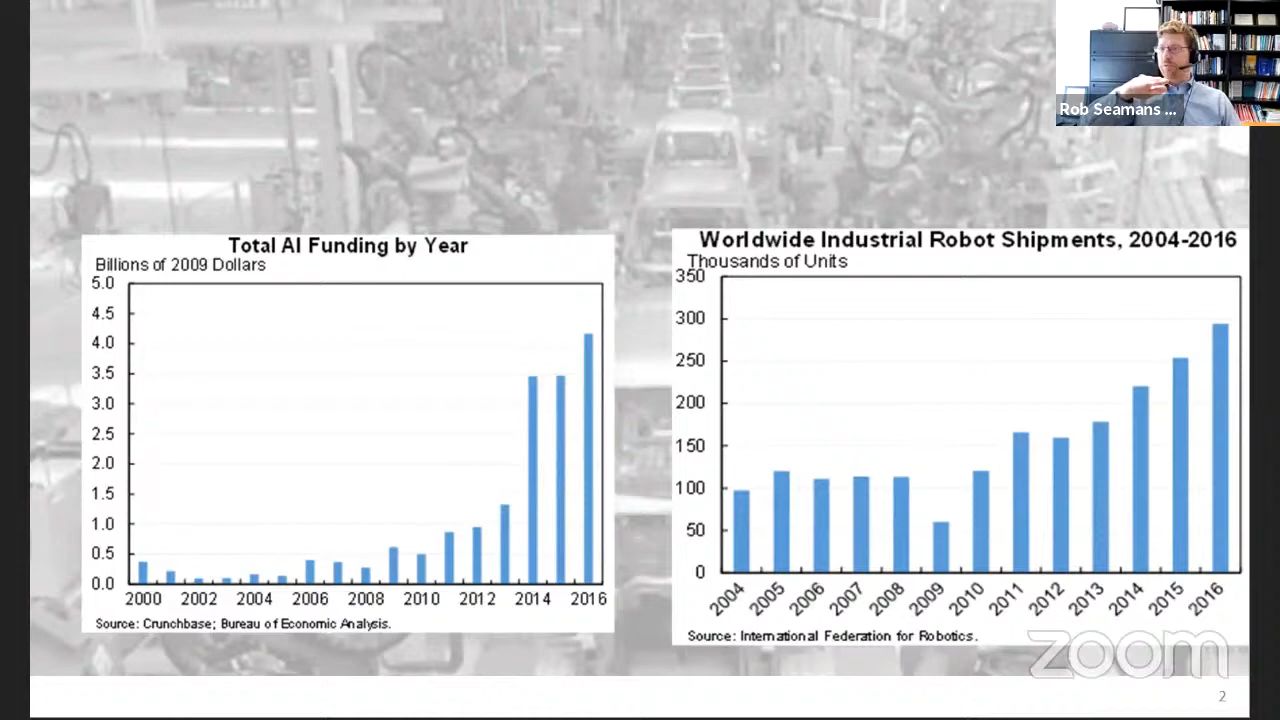 Rob Seamans ...
Total AI Funding by Year
Billions of 2009 Dollars
5.0
4.5
4.0
3.5
3.0
2.5
2.0
1.5
1.0
0.5
0.0
2000 2002 2004 2006 2008 2010 2012 2014 2016
Source: Crunchbase; Bureau of Economic Analysis.
Worldwide Industrial Robot Shipments, 2004-2016
Thousands of Units
350
300
250
200
150
100
50
0
2004 2005 2006 2007 2008 2009 2010 2011 2012 2013 2014 2015 2016
Source: International Federation for Robotics.
zoom
2